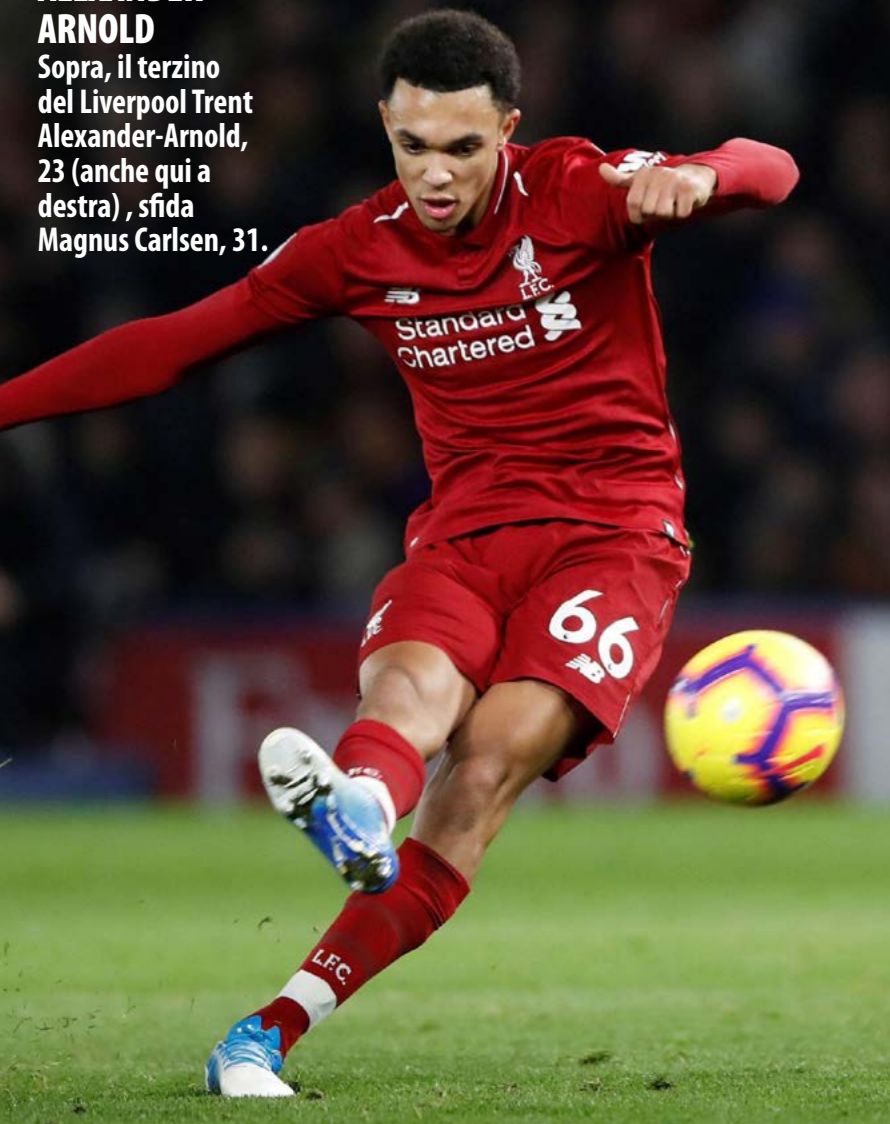 ARNOLD
Sopra, il terzino
del Liverpool Trent
Alexander-Arnold,
23 (anche qui a
destra) , sfida
Magnus Carlsen, 31.
L.F.C.
Standard
Chartered
66
NB
L.F.C.